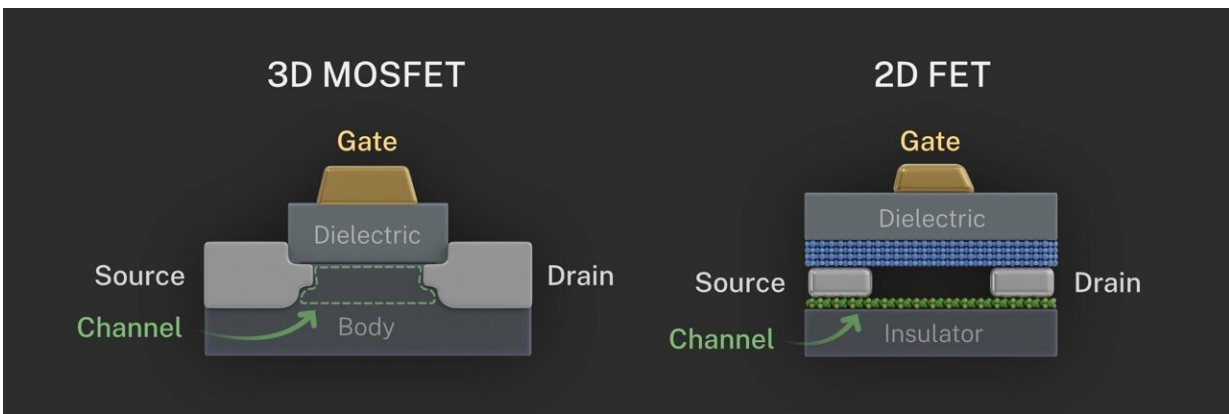 3D MOSFET
Gate
Dielectric
Source
Drain
Channel
Body
2D FET
Gate
Dielectric
Source
Drain
Channel
Insulator